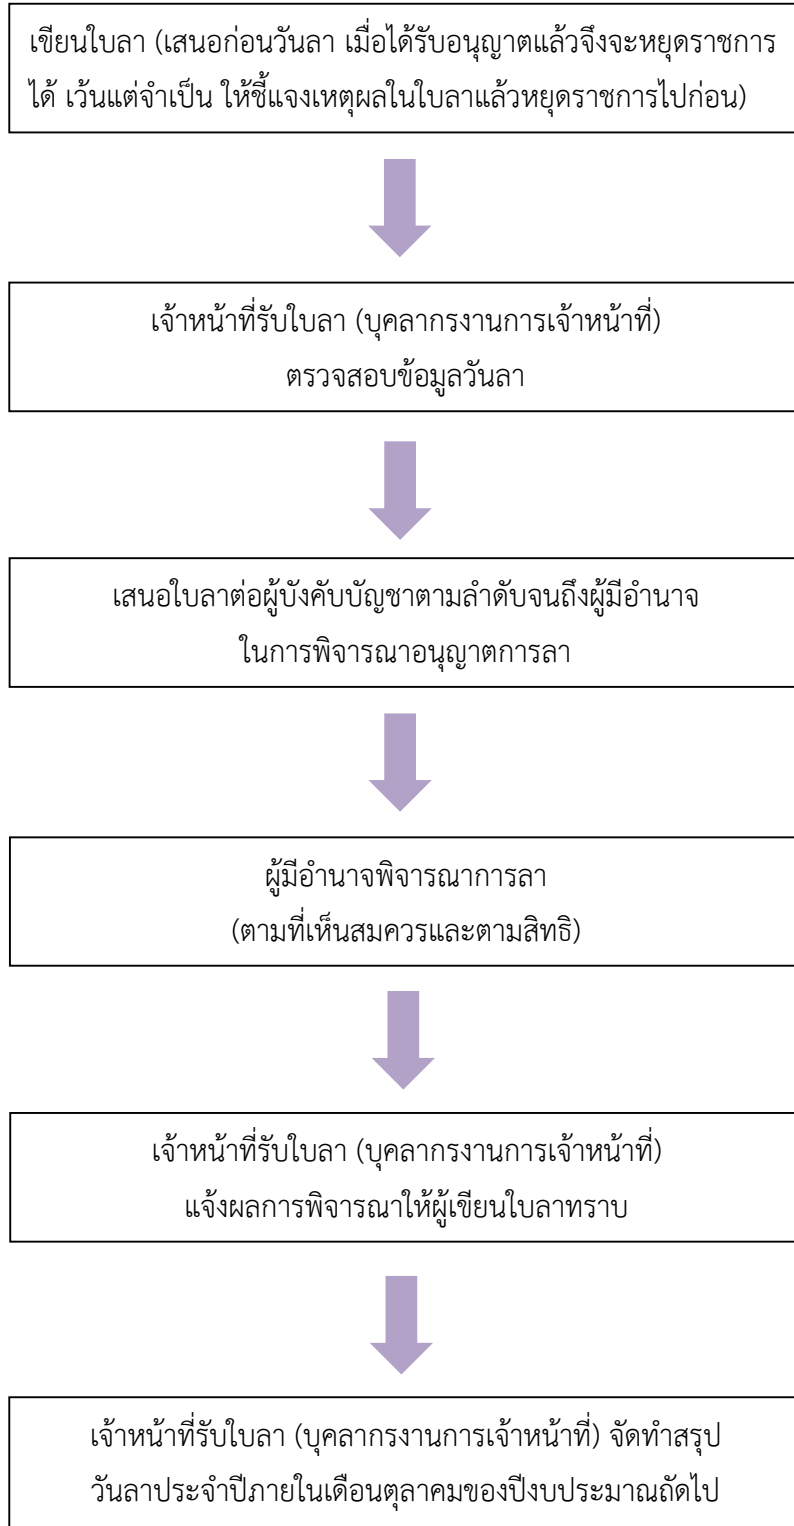 เขียนใบลา (เสนอก่อนวันลา เมื่อได้รับอนุญาตแล้วจึงจะหยุดราชการ
ได้ เว้นแต่จำเป็น ให้ชี้แจงเหตุผลในใบลาแล้วหยุดราชการไปก่อน)
เจ้าหน้าที่รับใบลา (บุคลากรงานการเจ้าหน้าที่)
ตรวจสอบข้อมูลวันลา
เสนอใบลาต่อผู้บังคับบัญชาตามลำดับจนถึงผู้มีอำนาจ
ในการพิจารณาอนุญาตการลา
ผู้มีอำนาจพิจารณาการลา
(ตามที่เห็นสมควรและตามสิทธิ)
เจ้าหน้าที่รับใบลา (บุคลากรงานการเจ้าหน้าที่)
แจ้งผลการพิจารณาให้ผู้เขียนใบลาทราบ
เจ้าหน้าที่รับใบลา (บุคลากรงานการเจ้าหน้าที่) จัดทำสรุป
วันลาประจำปีภายในเดือนตุลาคมของปีงบประมาณถัดไป